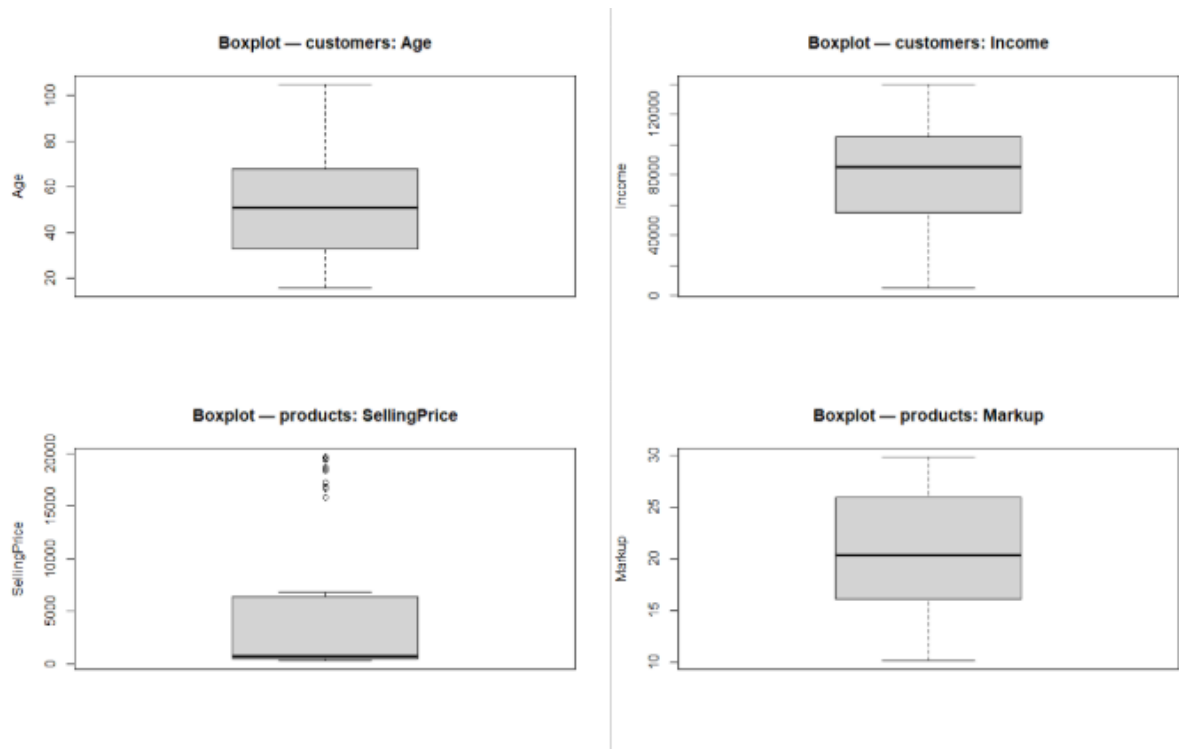 Boxplot — customers: Age
Age
100
80
60
40
20
Boxplot — customers: Income
Income
120000
80000
40000
0
Boxplot — products: SellingPrice
SellingPrice
20000
15000
10000
5000
0
Boxplot — products: Markup
Markup
30
25
20
15
10